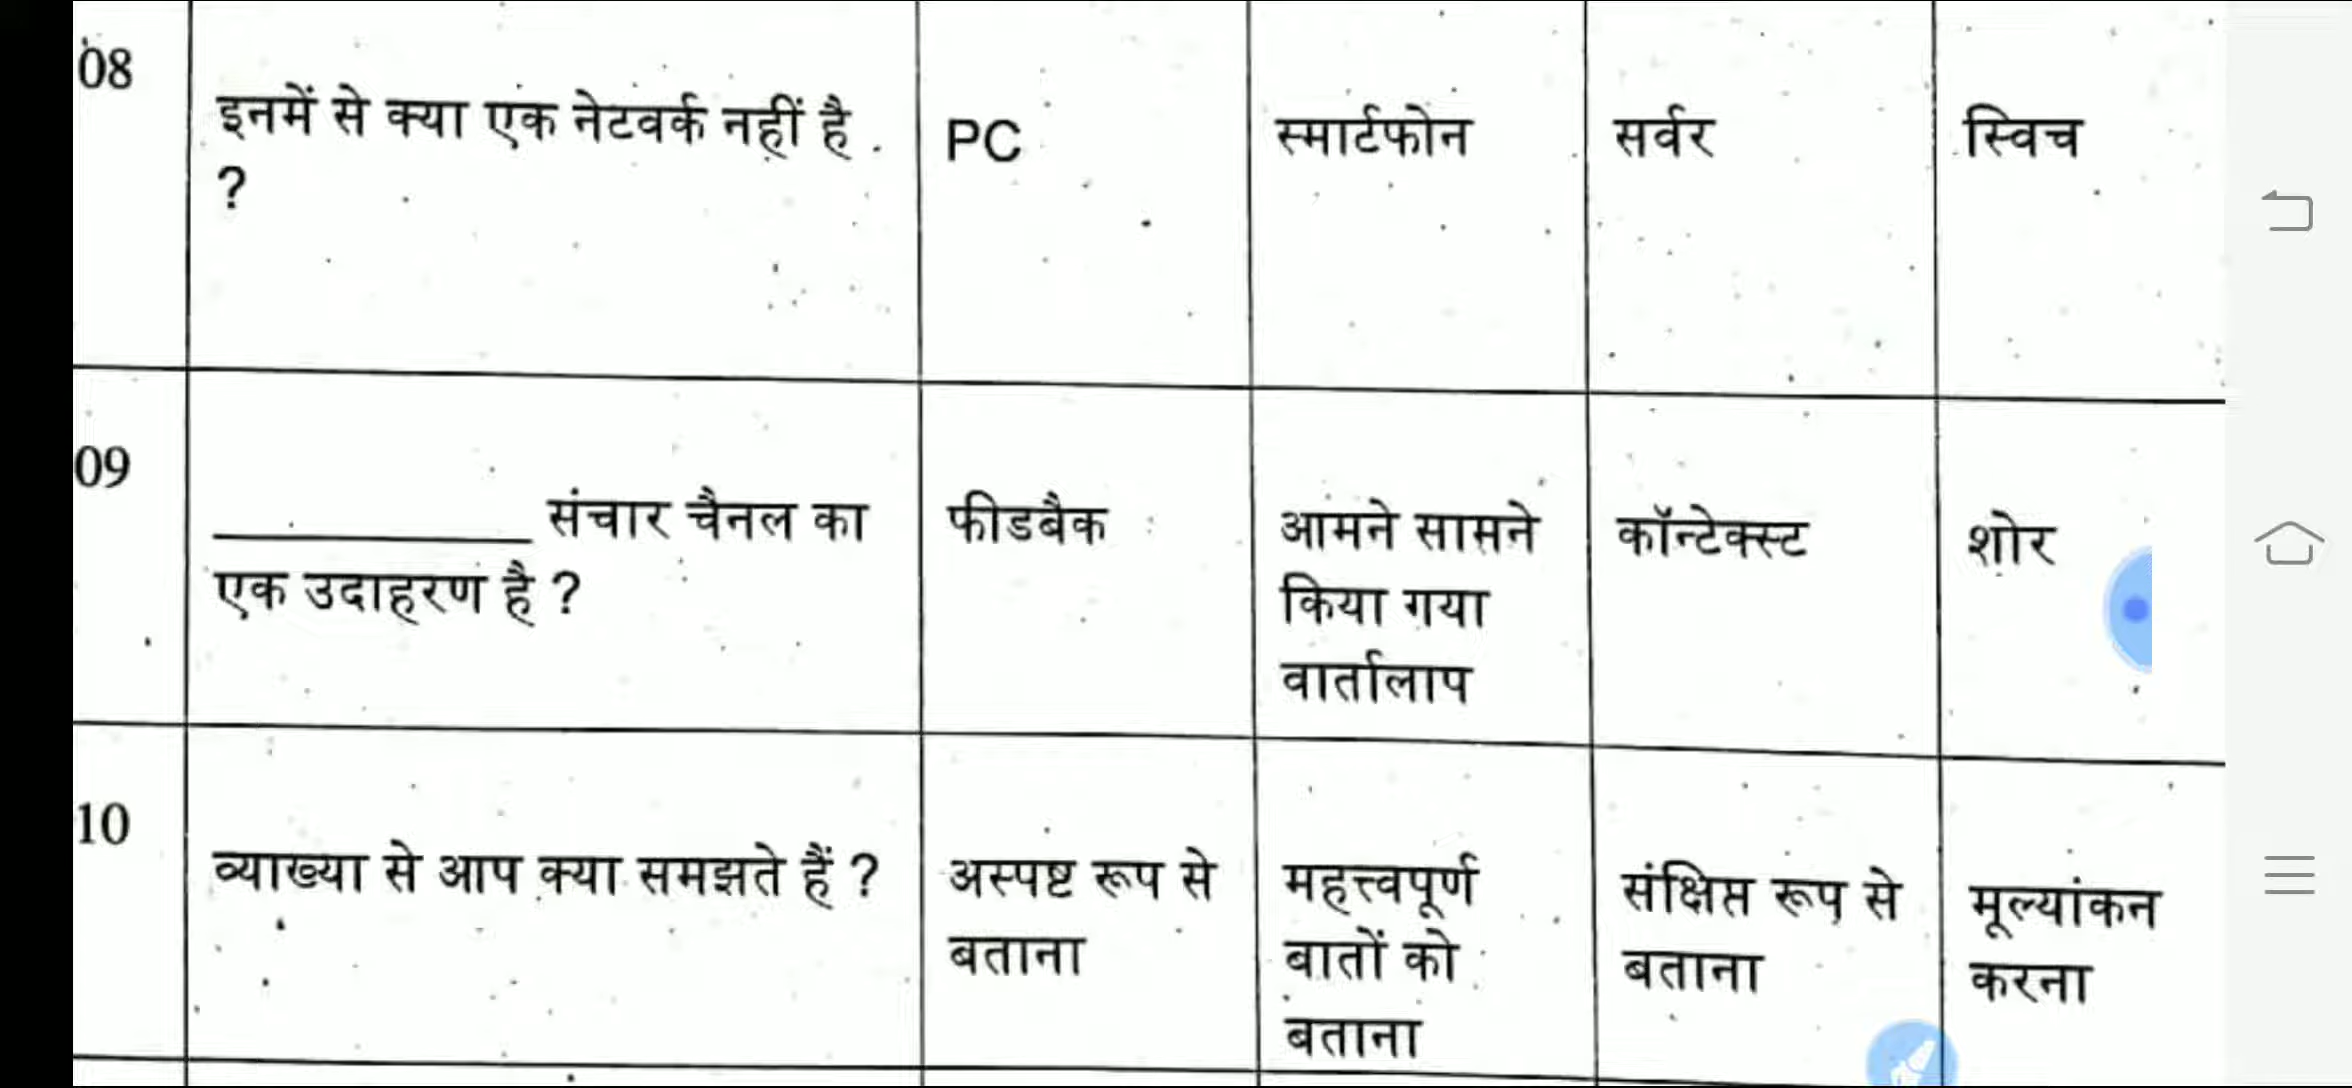 08
इनमें से क्या एक नेटवर्क नहीं है
?
PC
स्मार्टफोन
सर्वर
स्विच
09
__________ संचार चैनल का
एक उदाहरण है ?
फीडबैक
आमने सामने
किया गया
वार्तालाप
कॉन्टेक्स्ट
शोर
10
व्याख्या से आप क्या समझते हैं ?
अस्पष्ट रूप से
बताना
महत्त्वपूर्ण
बातों को
बताना
संक्षिप्त रूप से
बताना
मूल्यांकन
करना